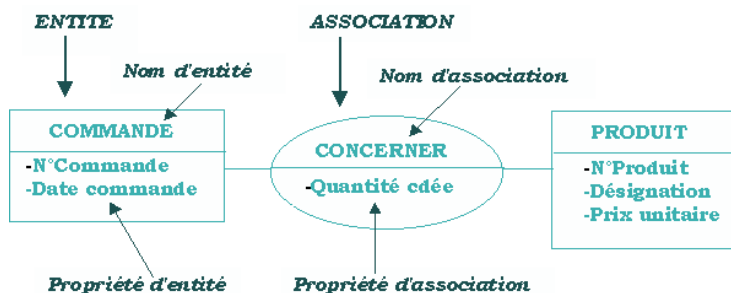 ENTITE
ASSOCIATION
Nom d'entité
Nom d'association
COMMANDE
-N°Commande
-Date commande
CONCERNER
-Quantité cdée
PRODUIT
-N°Produit
-Désignation
-Prix unitaire
Propriété d'entité
Propriété d'association